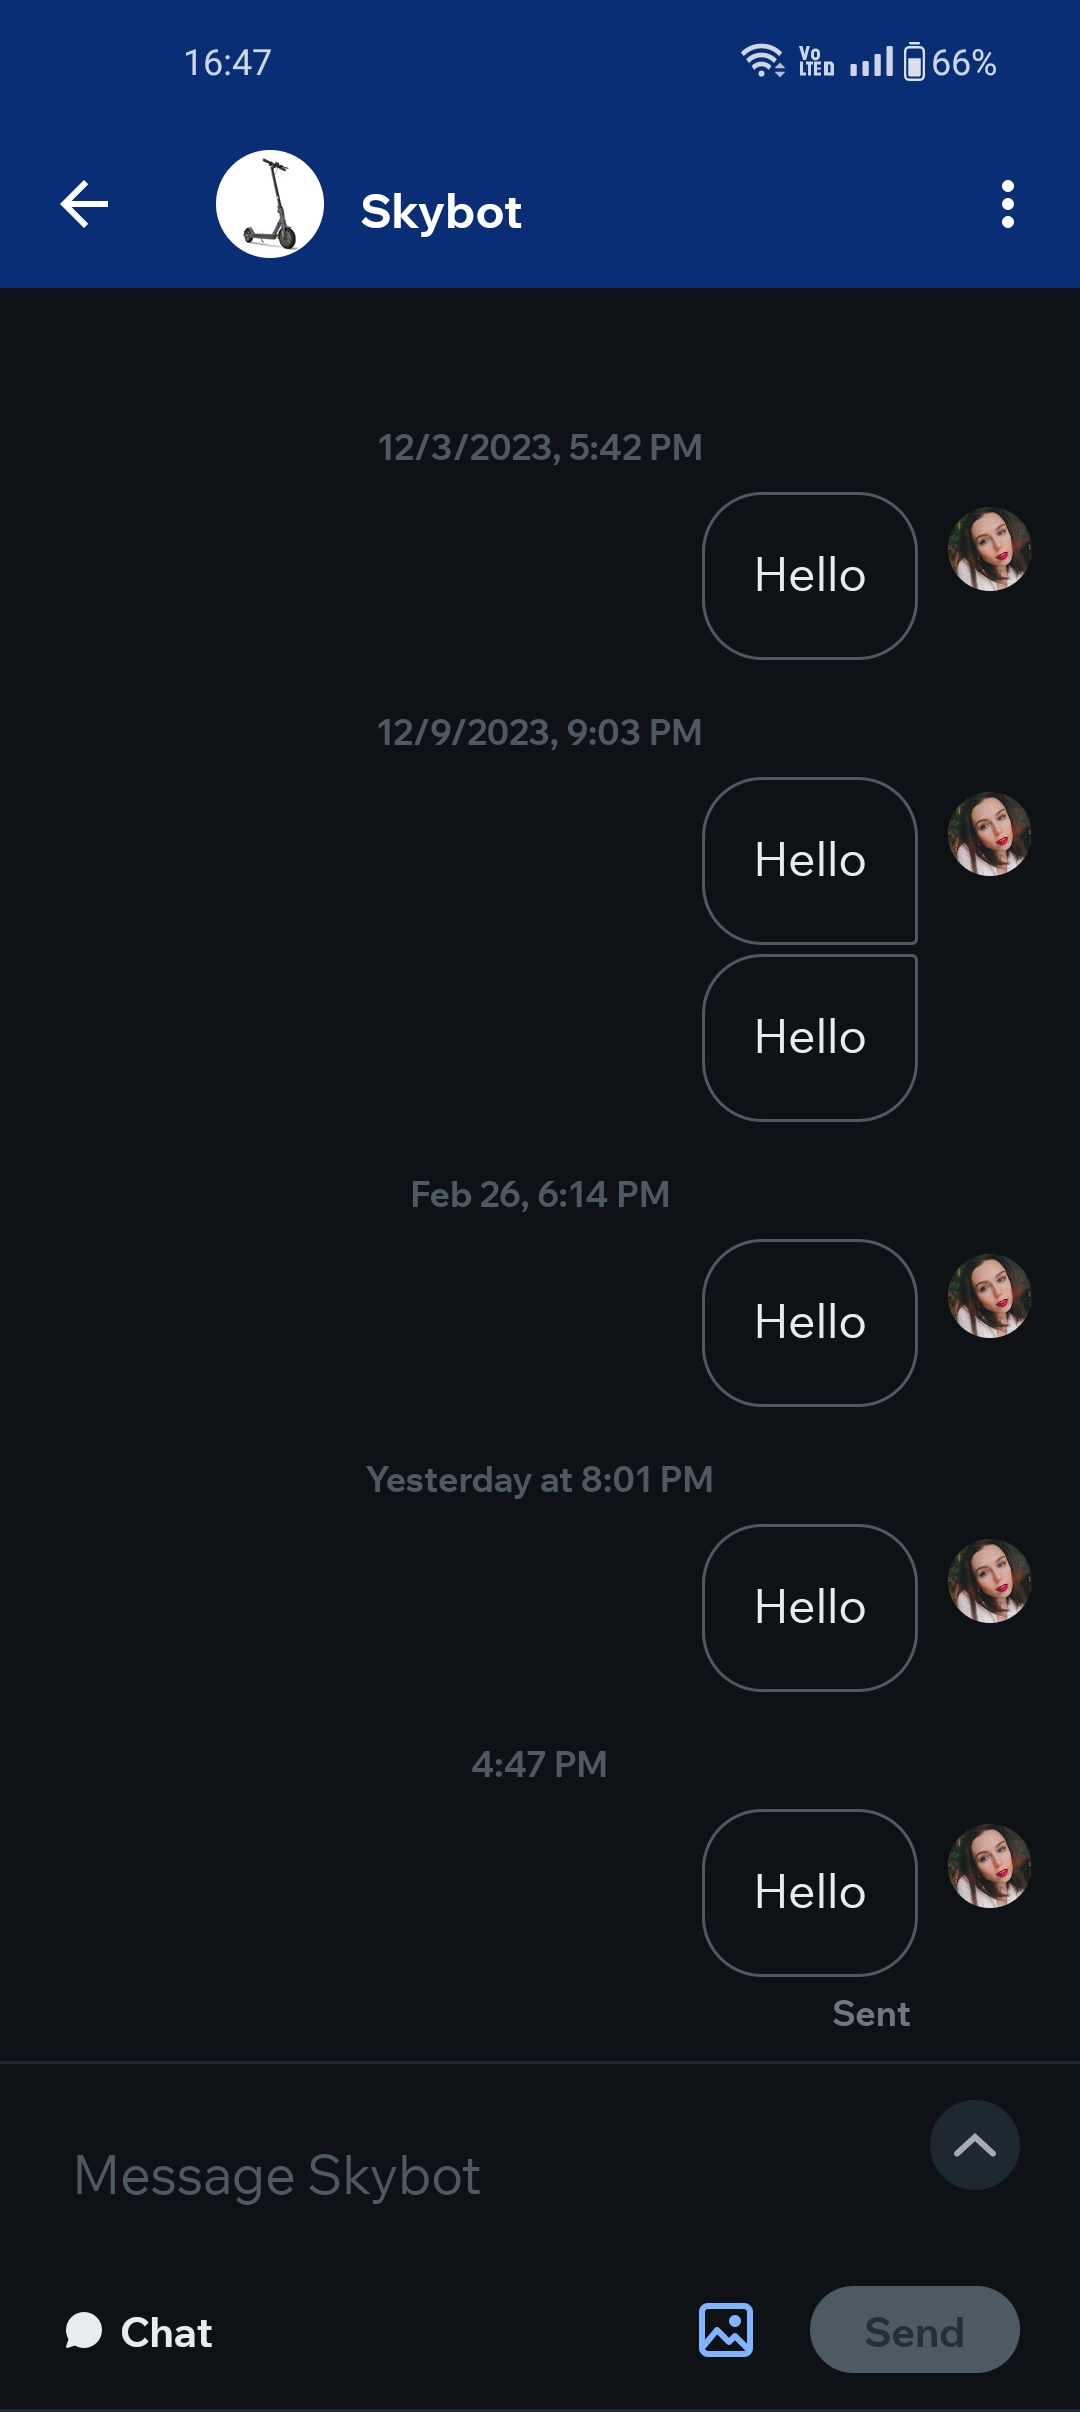 16:47
Vo
LTED
66%
Skybot
12/3/2023, 5:42 PM
Hello
12/9/2023, 9:03 PM
Hello
Hello
Feb 26, 6:14 PM
Hello
Yesterday at 8:01 PM
Hello
4:47 PM
Hello
Sent
Message Skybot
Chat
Send